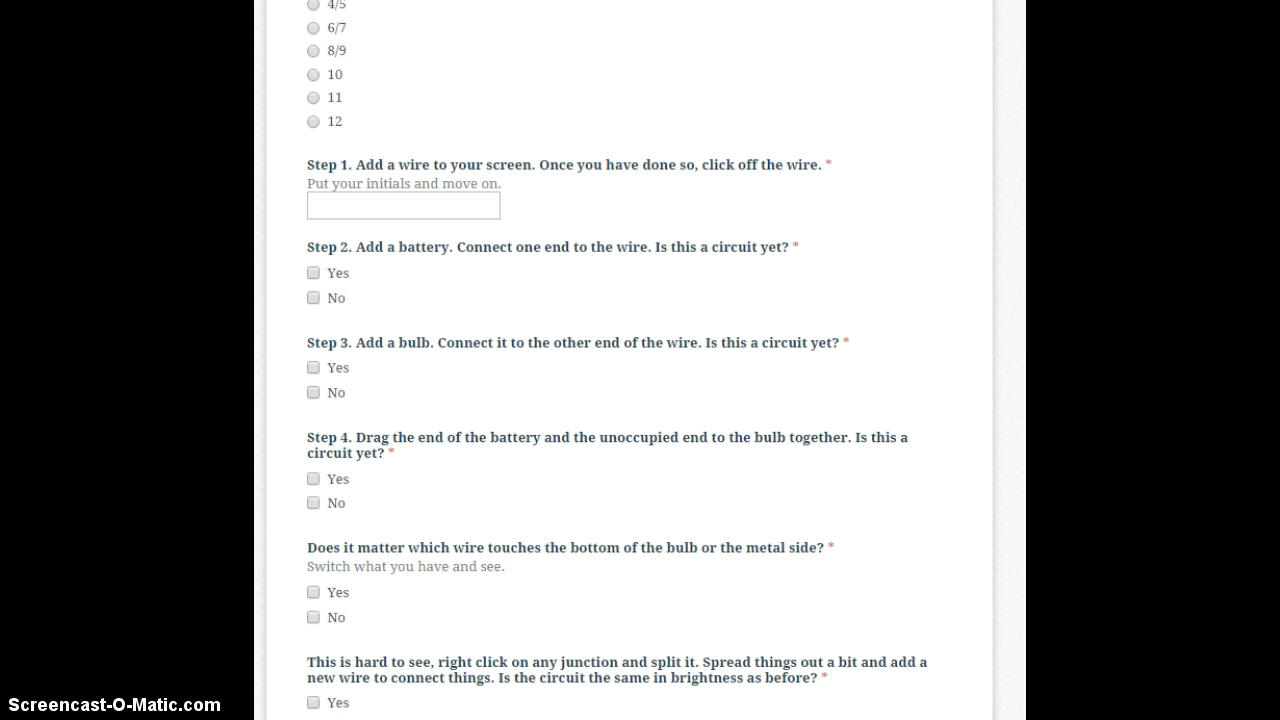 4/5
6/7
8/9
10
11
12
Step 1. Add a wire to your screen. Once you have done so, click off the wire. *
Put your initials and move on.
Step 2. Add a battery. Connect one end to the wire. Is this a circuit yet? *
Yes
No
Step 3. Add a bulb. Connect it to the other end of the wire. Is this a circuit yet? *
Yes
No
Step 4. Drag the end of the battery and the unoccupied end to the bulb together. Is this a
circuit yet? *
Yes
No
Does it matter which wire touches the bottom of the bulb or the metal side? *
Switch what you have and see.
Yes
No
This is hard to see, right click on any junction and split it. Spread things out a bit and add a
new wire to connect things. Is the circuit the same in brightness as before? *
Yes
Screencast-O-Matic.com